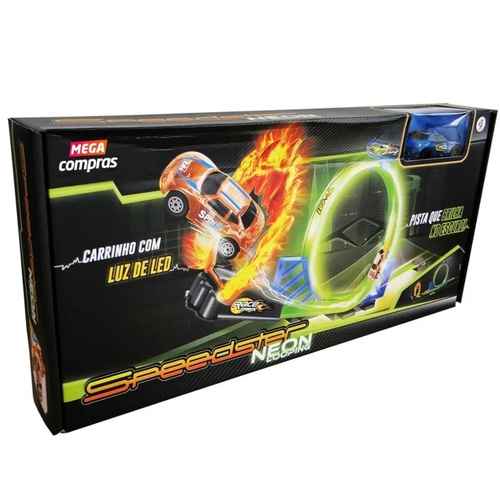 MEGA
compras
CARRINHO COM
LUZ DE LED
PISTA QUE BRILHA
NO ESCURO!
Speedster
NEON
LOOPING